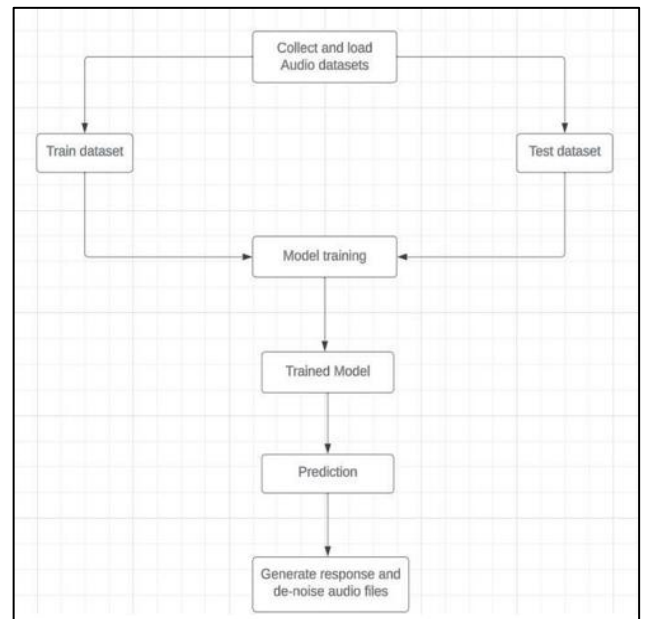 Collect and load
Audio datasets
Train dataset
Test dataset
Model training
Trained Model
Prediction
Generate response and
de-noise audio files